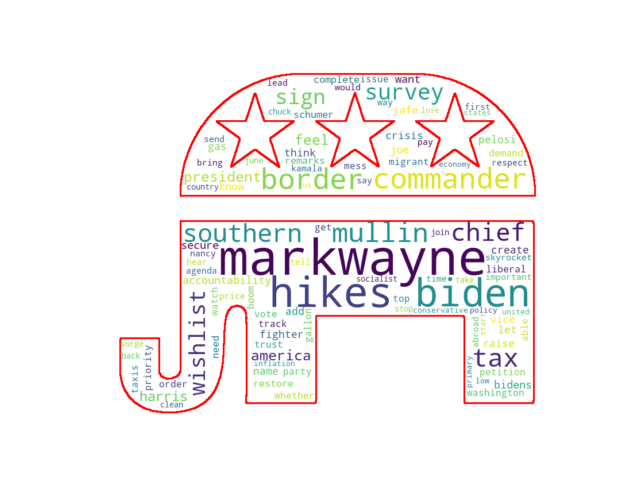 lead complete issue want
would
sign survey
chuck schumer way safe lose first states
send gas feel crisis pay pelosi
june think joe demand
bring remarks mess migrant economy respect
kamala
president border say commander
country know us
southern get mullin join chief
secure create
nancy markwayne skyrocket
hear tell liberal
agenda socialist important
accountability hikes time take biden
watch price boom top
stop conservative policy united
wishlist vote add gallon abroad start vice able
track let
fighter
need trust raise
surge america primary tax
back inflation
taxis priority name party petition
order restore low bidens
harris whether washington
clean